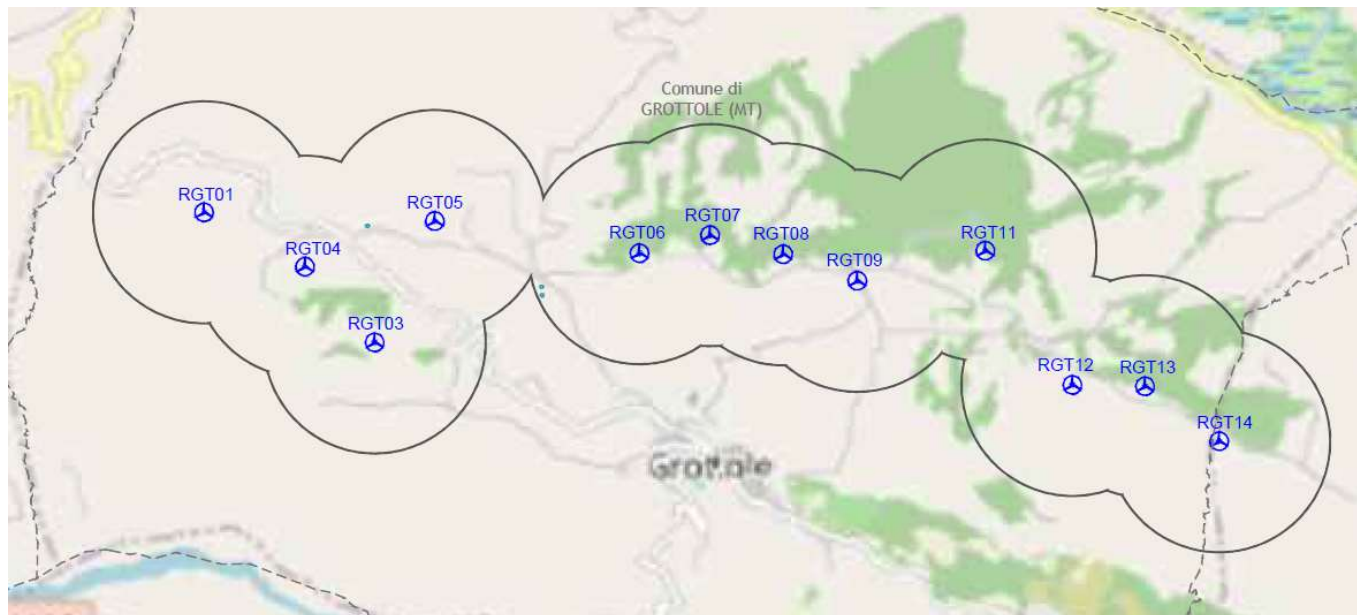 Comune di
GROTTOLE (MT)
RGT01
RGT05
RGT07
RGT06
RGT08
RGT11
RGT04
RGT09
RGT03
RGT12
RGT13
RGT14
Grottole